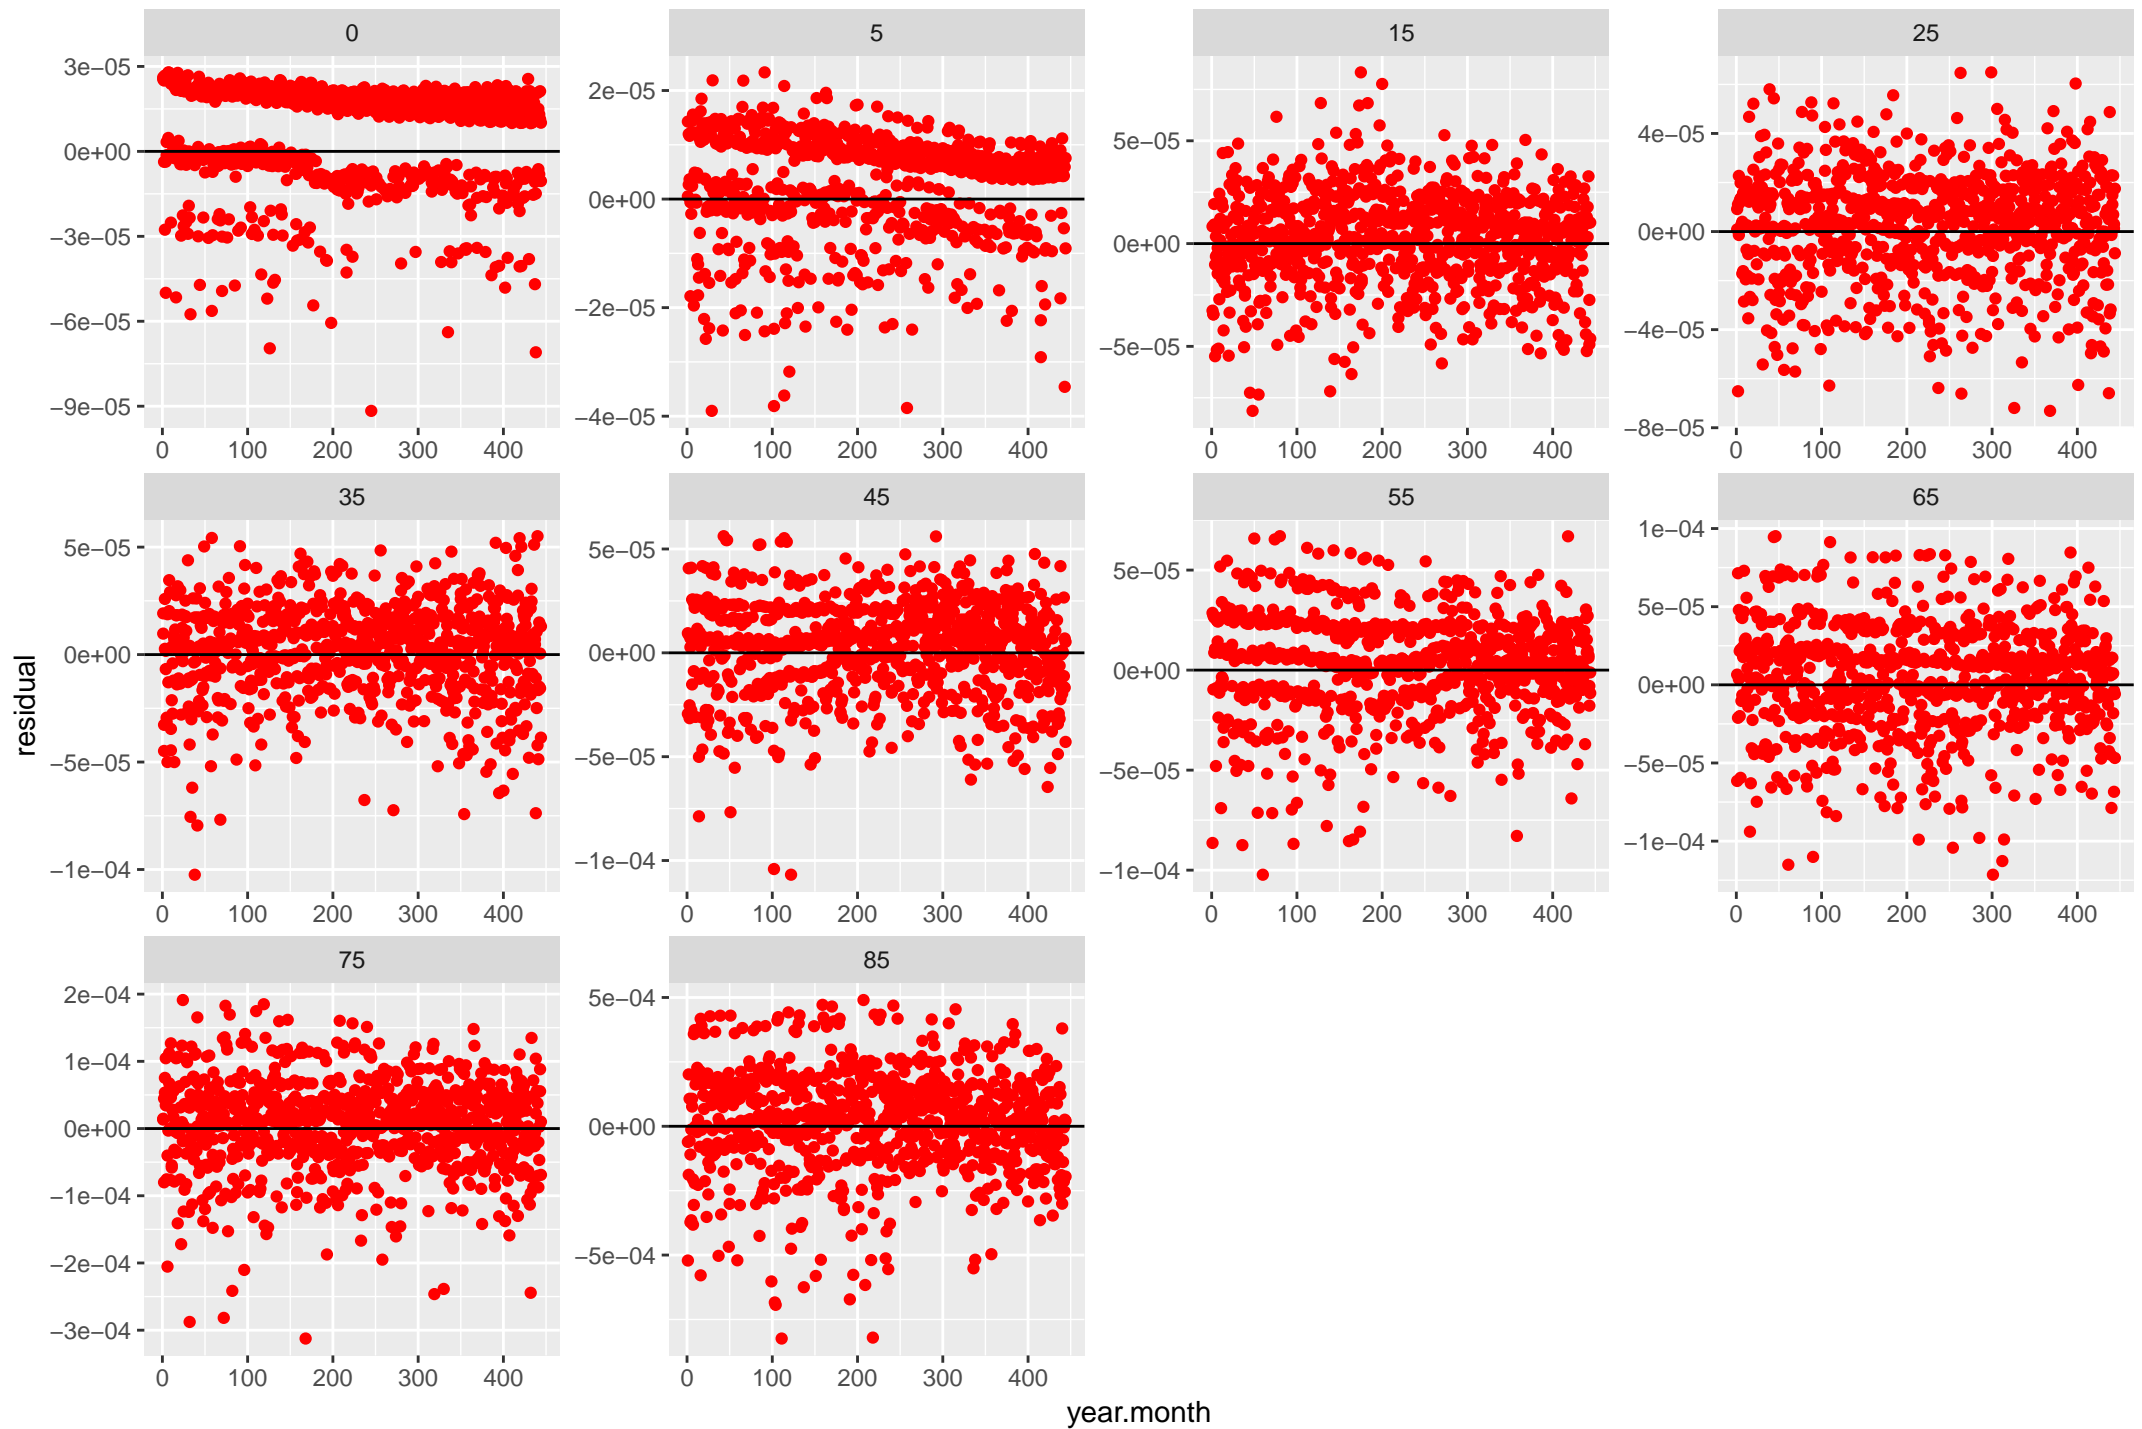 0
5
15
25
3e−05
0e+00
−3e−05
−6e−05
−9e−05
2e−05
0e+00
−2e−05
−4e−05
5e−05
0e+00
−5e−05
4e−05
0e+00
−4e−05
−8e−05
0 100 200 300 400
0 100 200 300 400
0 100 200 300 400
0 100 200 300 400
35
45
55
65
5e−05
0e+00
−5e−05
−1e−04
5e−05
0e+00
−5e−05
−1e−04
5e−05
0e+00
−5e−05
−1e−04
1e−04
5e−05
0e+00
−5e−05
−1e−04
0 100 200 300 400
0 100 200 300 400
0 100 200 300 400
0 100 200 300 400
75
85
2e−04
1e−04
0e+00
−1e−04
−2e−04
−3e−04
5e−04
0e+00
−5e−04
0 100 200 300 400
0 100 200 300 400
residual
year.month